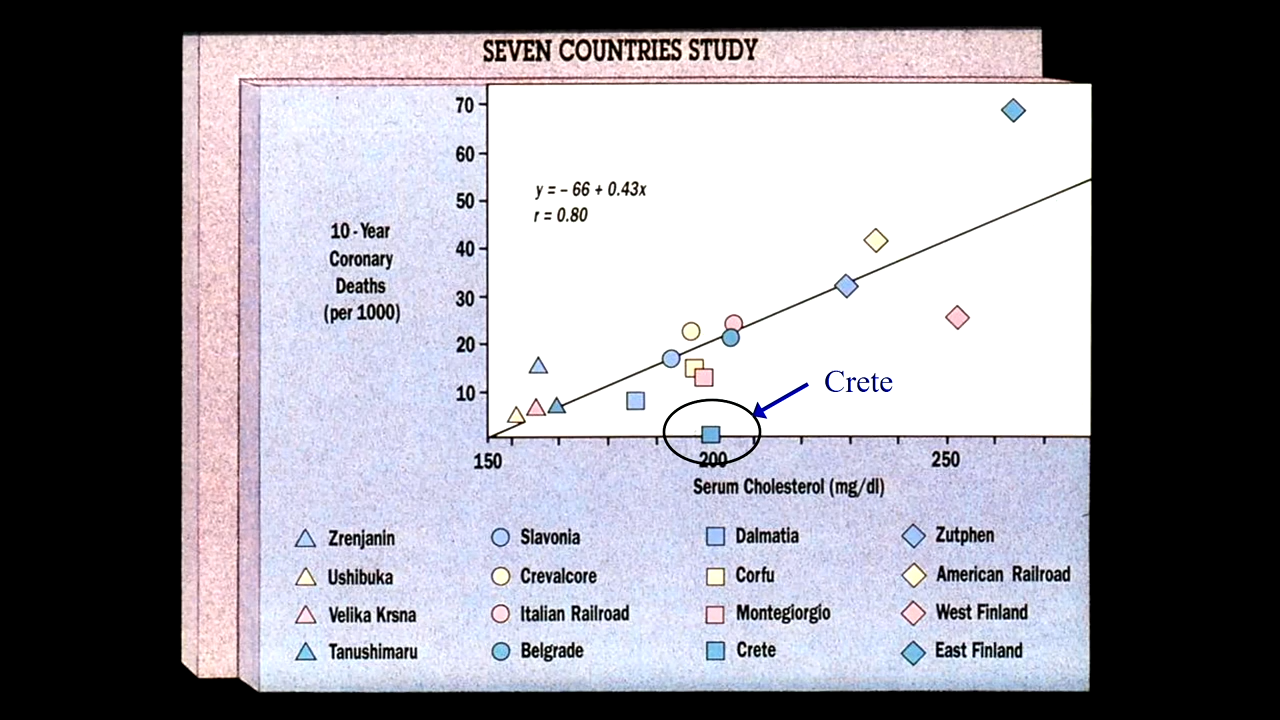 SEVEN COUNTRIES STUDY
70
60
50
40
30
20
10
y = – 66 + 0.43x
r = 0.80
10 - Year
Coronary
Deaths
(per 1000)
Crete
150
200
250
Serum Cholesterol (mg/dl)
Zrenjanin
Slavonia
Dalmatia
Zutphen
Ushibuka
Crevalcore
Corfu
American Railroad
Velika Krsna
Italian Railroad
Montegiorgio
West Finland
Tanushimaru
Belgrade
Crete
East Finland